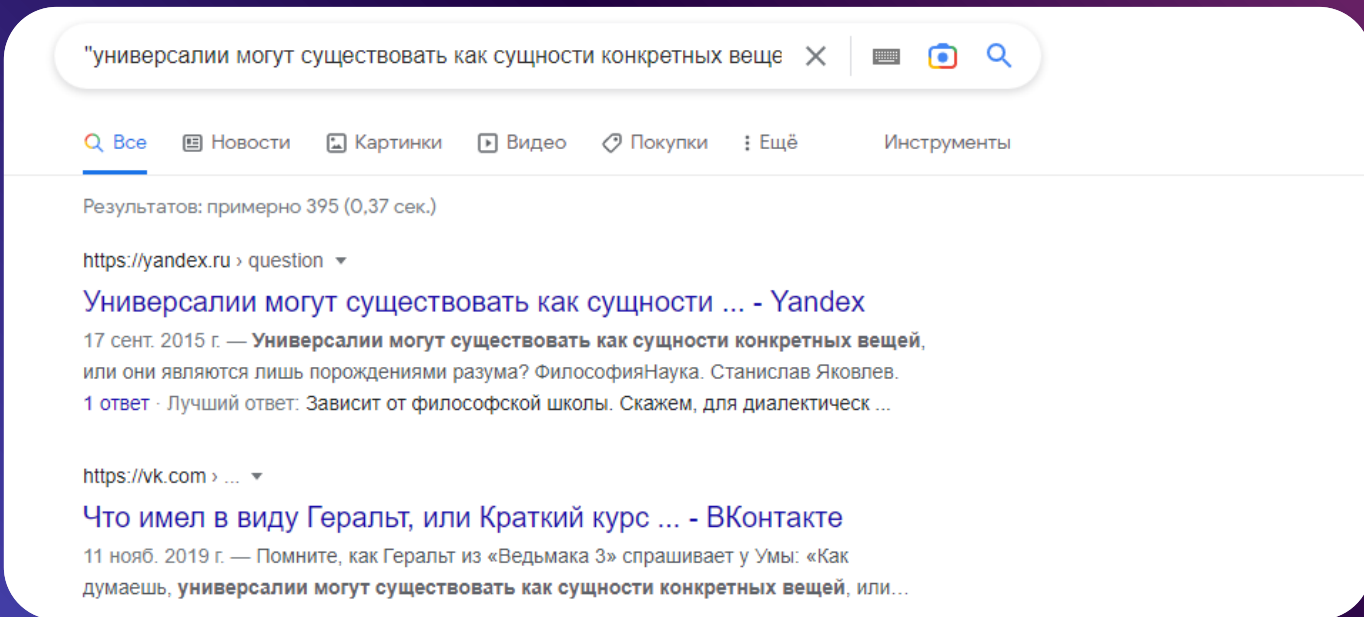 "универсалии могут существовать как сущности конкретных веще
Все Новости Картинки Видео Покупки Ещё Инструменты
Результатов: примерно 395 (0,37 сек.)
https://yandex.ru › question
Универсалии могут существовать как сущности ... - Yandex
17 сент. 2015 г. — Универсалии могут существовать как сущности конкретных вещей,
или они являются лишь порождениями разума? ФилософияНаука. Станислав Яковлев.
1 ответ · Лучший ответ: Зависит от философской школы. Скажем, для диалектическ ...
https://vk.com › ...
Что имел в виду Геральт, или Краткий курс ... - ВКонтакте
11 нояб. 2019 г. — Помните, как Геральт из «Ведьмака 3» спрашивает у Умы: «Как
думаешь, универсалии могут существовать как сущности конкретных вещей, или...